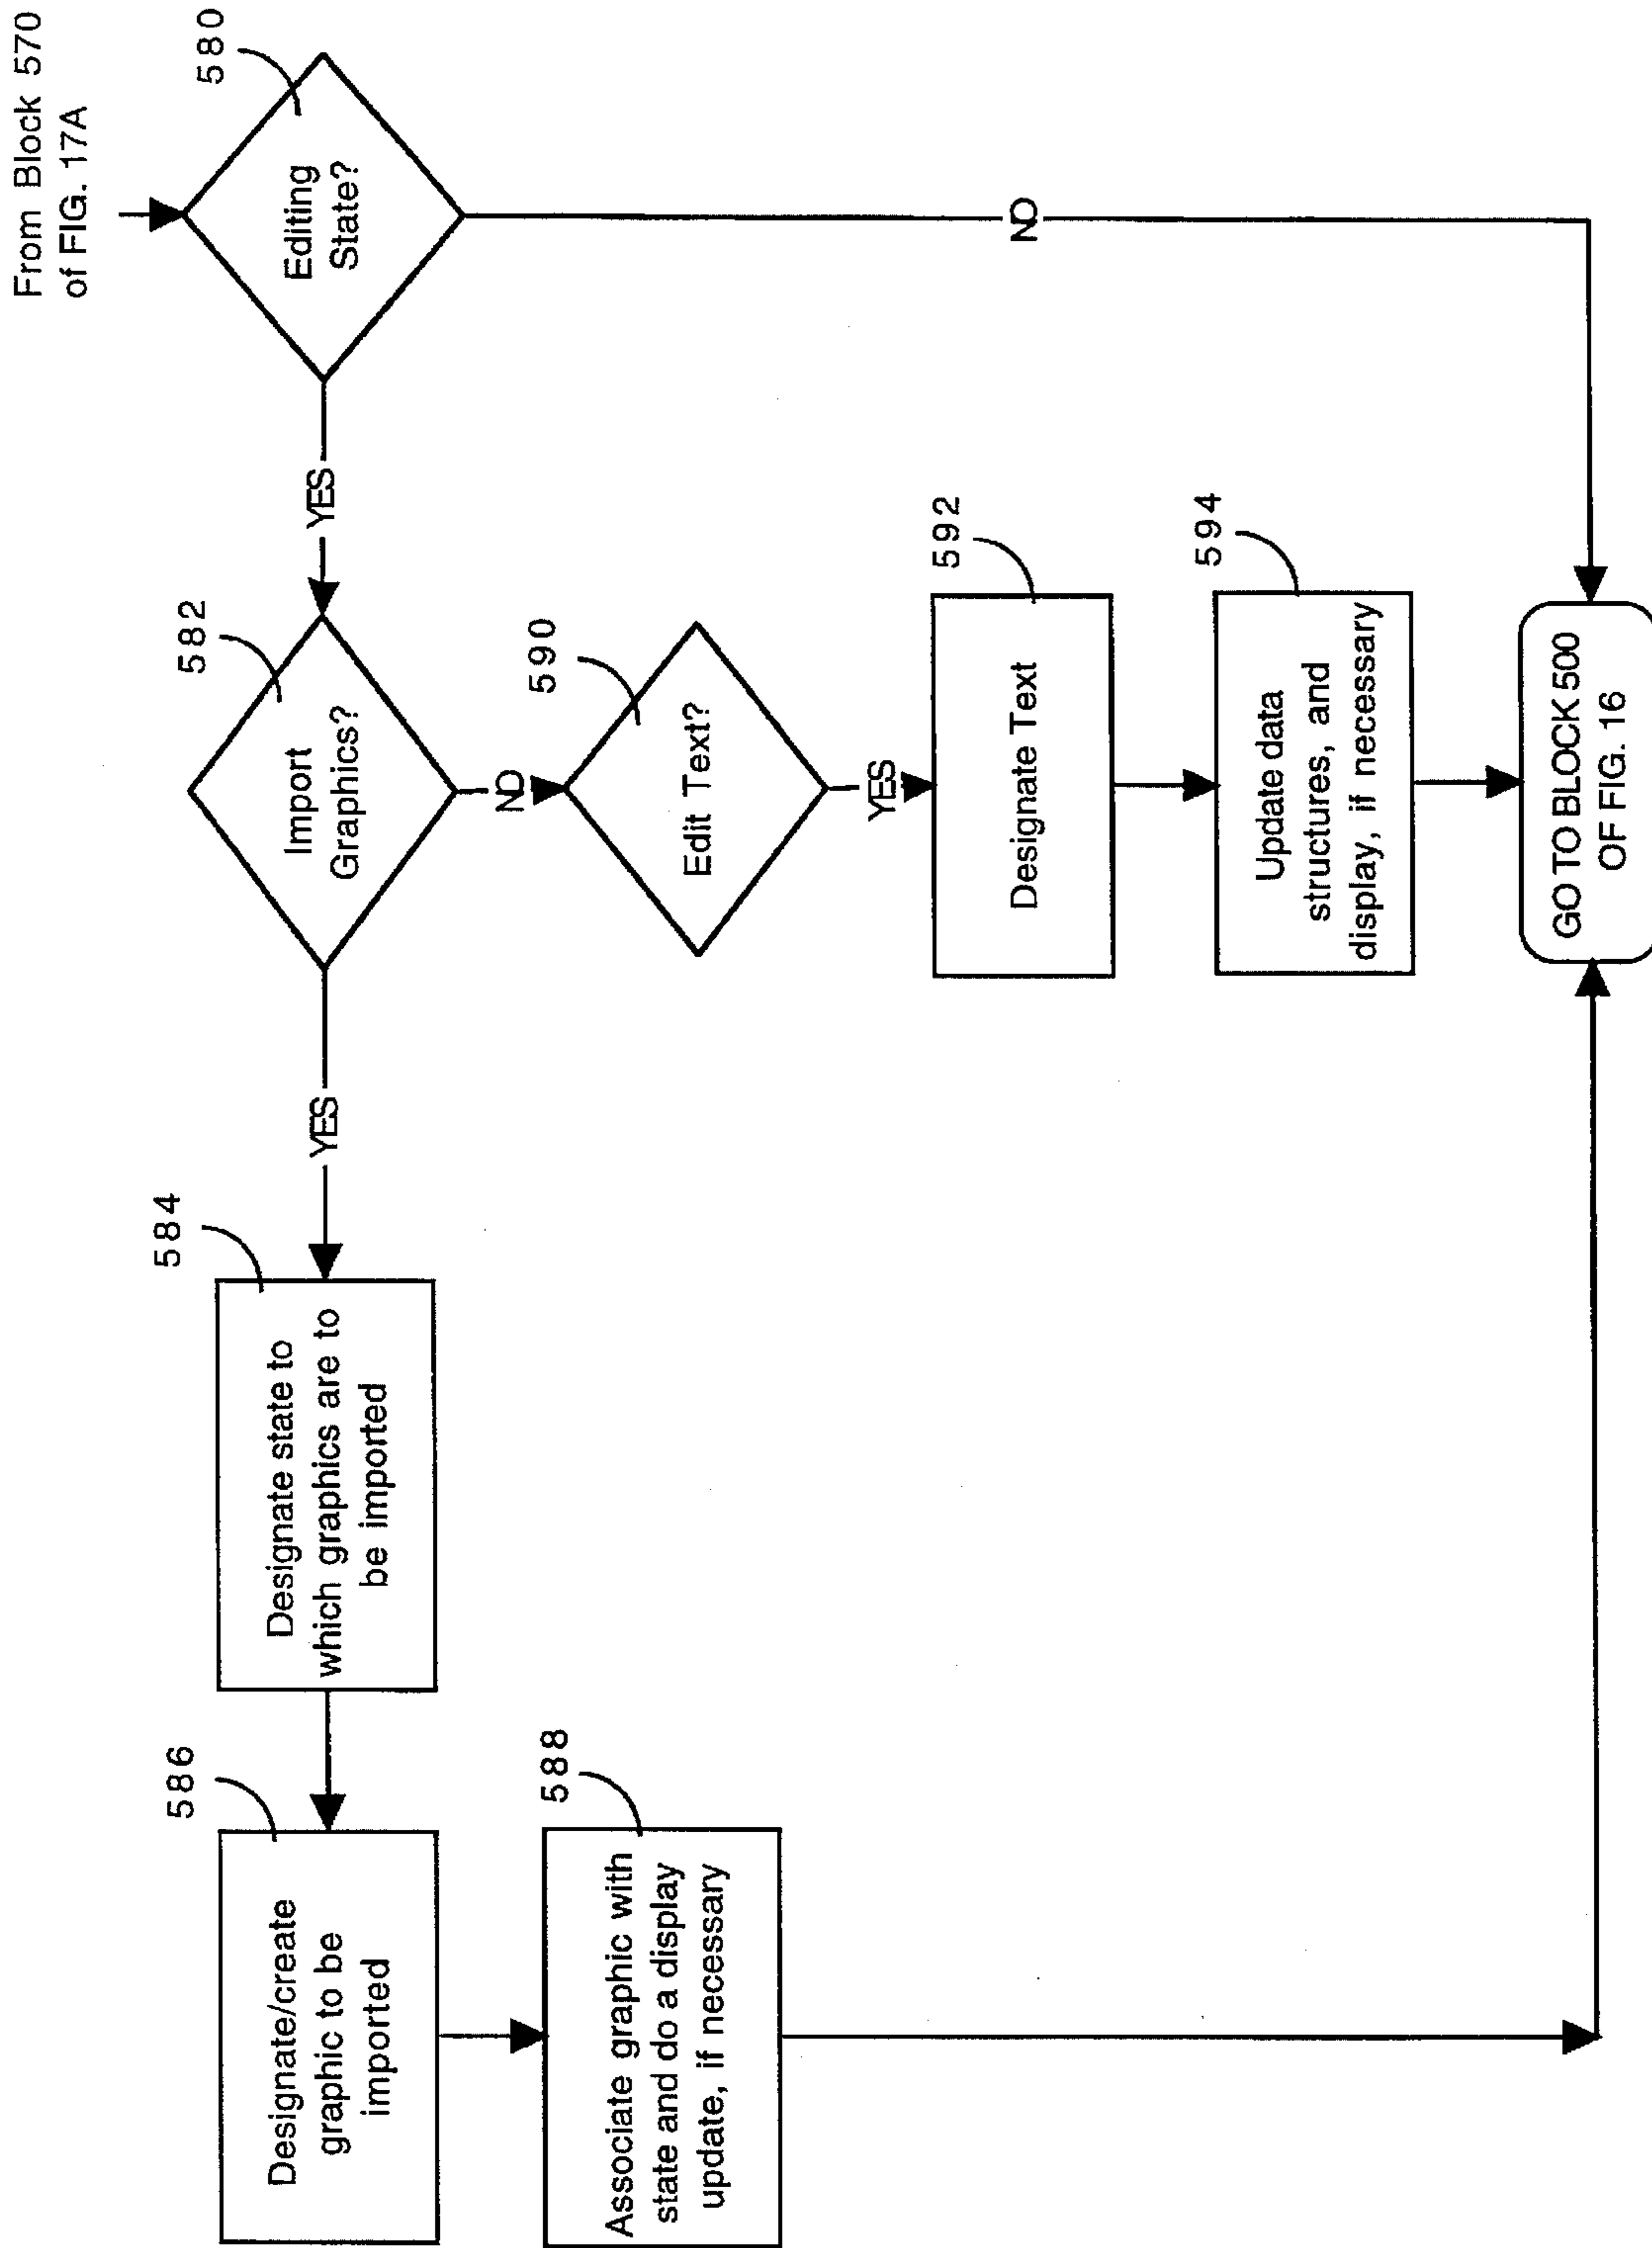 From Block 570
of FIG. 17A
580
Editing
State?
YES
NO
582
Import
Graphics?
YES
NO
584
Designate state to
which graphics are to
be imported
586
Designate/create
graphic to be
imported
588
Associate graphic with
state and do a display
update, if necessary
590
Edit Text?
YES
592
Designate Text
594
Update data
structures, and
display, if necessary
GO TO BLOCK 500
OF FIG. 16